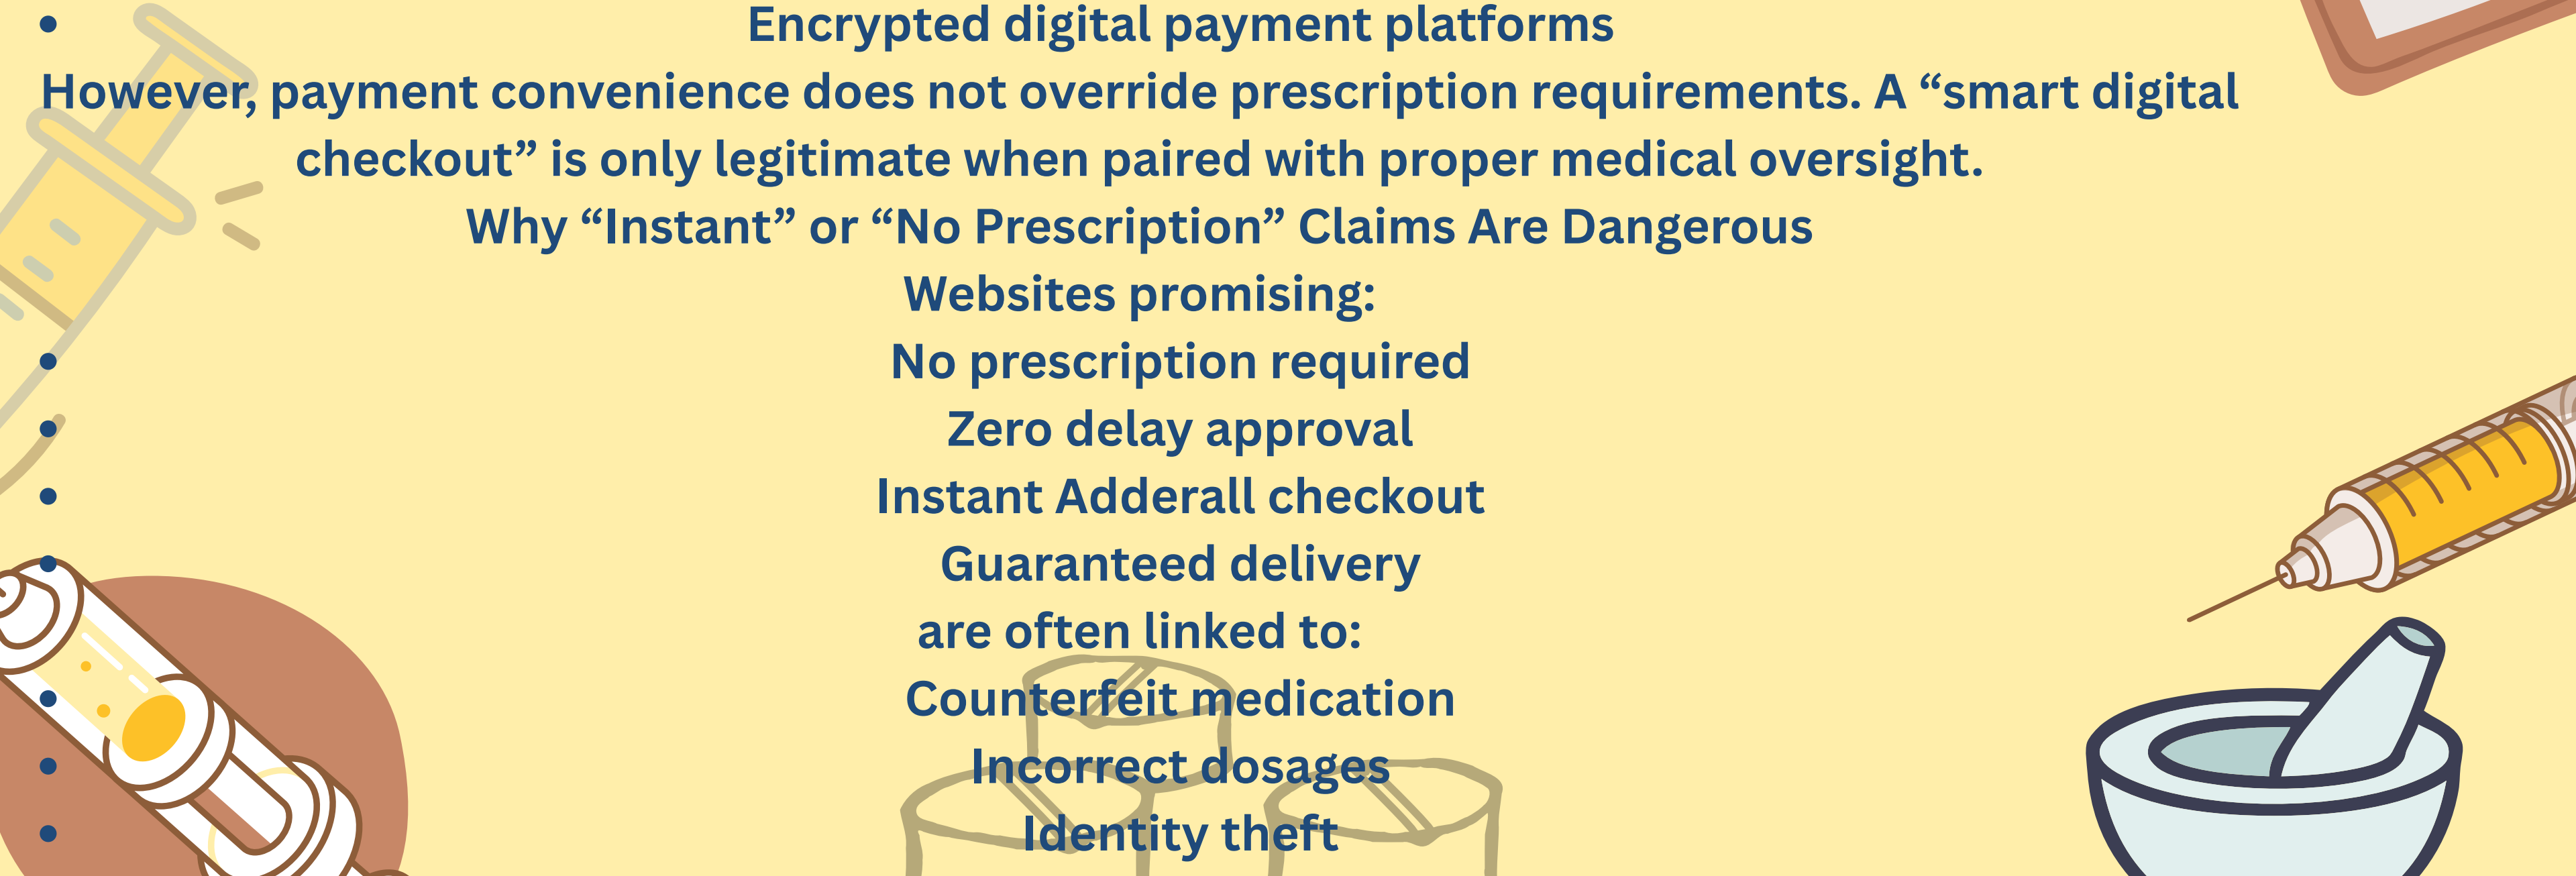 • Encrypted digital payment platforms
However, payment convenience does not override prescription requirements. A “smart digital
checkout” is only legitimate when paired with proper medical oversight.
Why “Instant” or “No Prescription” Claims Are Dangerous
Websites promising:
• No prescription required
• Zero delay approval
• Instant Adderall checkout
• Guaranteed delivery
are often linked to:
• Counterfeit medication
• Incorrect dosages
• Identity theft